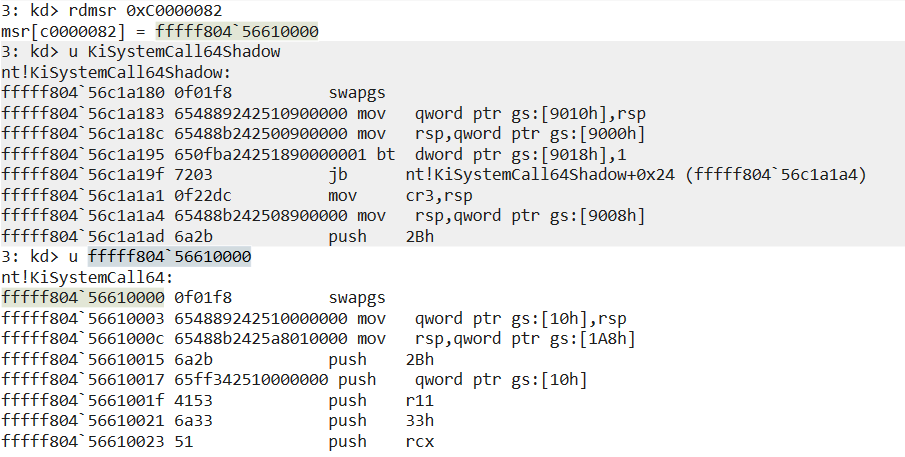 3: kd> rdmsr 0xC0000082
msr[c0000082] = fffff804`56610000
3: kd> u KiSystemCall64Shadow
nt!KiSystemCall64Shadow:
fffff804`56c1a180 0f01f8          swapgs
fffff804`56c1a183 654889242510900000 mov   qword ptr gs:[9010h],rsp
fffff804`56c1a18c 65488b242500900000 mov   rsp,qword ptr gs:[9000h]
fffff804`56c1a195 650fba24251890000001 bt  dword ptr gs:[9018h],1
fffff804`56c1a19f 7203            jb      nt!KiSystemCall64Shadow+0x24 (fffff804`56c1a1a4)
fffff804`56c1a1a1 0f22dc          mov     cr3,rsp
fffff804`56c1a1a4 65488b242508900000 mov   rsp,qword ptr gs:[9008h]
fffff804`56c1a1ad 6a2b            push    2Bh
3: kd> u fffff804`56610000
nt!KiSystemCall64:
fffff804`56610000 0f01f8          swapgs
fffff804`56610003 654889242510000000 mov   qword ptr gs:[10h],rsp
fffff804`5661000c 65488b2425a8010000 mov   rsp,qword ptr gs:[1A8h]
fffff804`56610015 6a2b            push    2Bh
fffff804`56610017 65ff342510000000 push    qword ptr gs:[10h]
fffff804`5661001f 4153            push    r11
fffff804`56610021 6a33            push    33h
fffff804`56610023 51              push    rcx